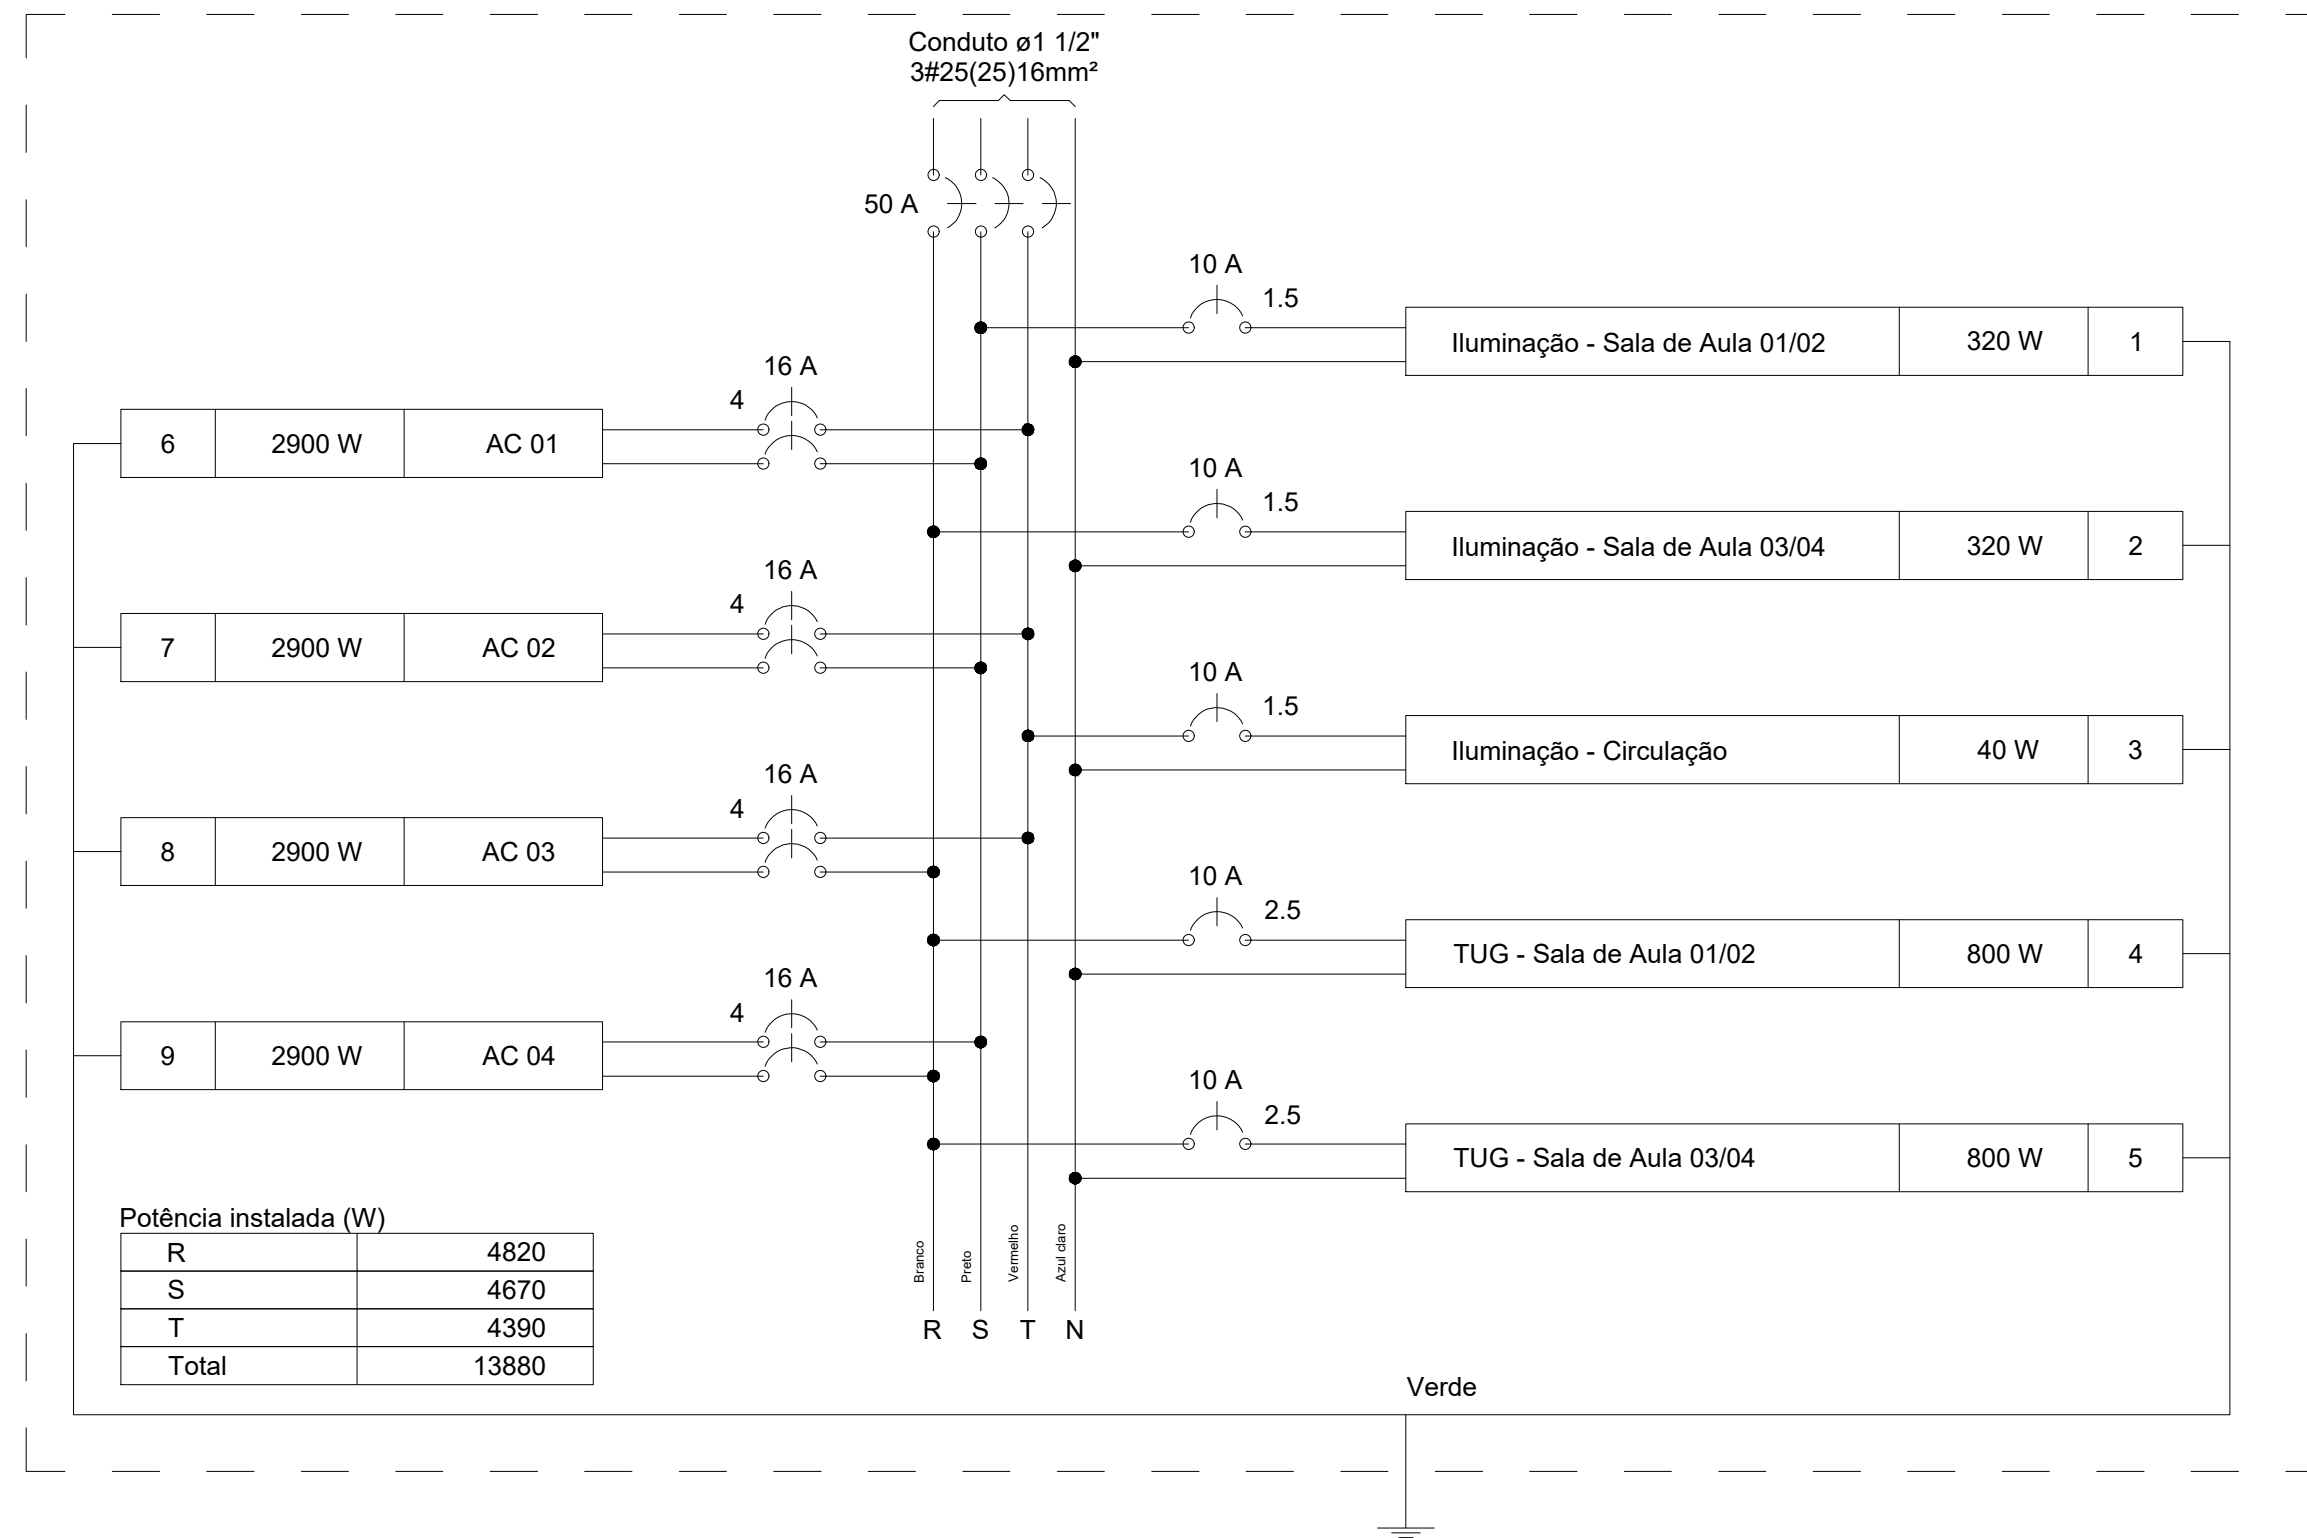 Conduto ø1 1/2"
3#25(25)16mm²
50 A
10 A
1.5
Iluminação - Sala de Aula 01/02 320 W 1
16 A
4
6 2900 W AC 01
10 A
1.5
Iluminação - Sala de Aula 03/04 320 W 2
16 A
4
7 2900 W AC 02
10 A
1.5
Iluminação - Circulação 40 W 3
16 A
4
8 2900 W AC 03
10 A
2.5
TUG - Sala de Aula 01/02 800 W 4
16 A
4
9 2900 W AC 04
10 A
2.5
TUG - Sala de Aula 03/04 800 W 5
Potência instalada (W)
R 4820
S 4670
T 4390
Total 13880
Branco
Preto
Vermelho
Azul claro
R S T N
Verde